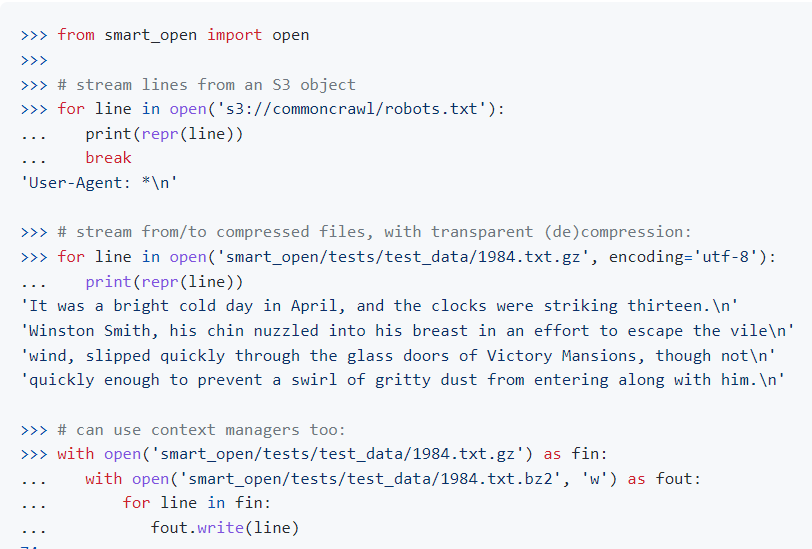 >>> from smart_open import open
>>>
>>> # stream lines from an S3 object
>>> for line in open('s3://commoncrawl/robots.txt'):
...    print(repr(line))
...    break
'User-Agent: *\n'

>>> # stream from/to compressed files, with transparent (de)compression:
>>> for line in open('smart_open/tests/test_data/1984.txt.gz', encoding='utf-8'):
...    print(repr(line))
'It was a bright cold day in April, and the clocks were striking thirteen.\n'
'Winston Smith, his chin nuzzled into his breast in an effort to escape the vile\n'
'wind, slipped quickly through the glass doors of Victory Mansions, though not\n'
'quickly enough to prevent a swirl of gritty dust from entering along with him.\n'

>>> # can use context managers too:
>>> with open('smart_open/tests/test_data/1984.txt.gz') as fin:
...    with open('smart_open/tests/test_data/1984.txt.bz2', 'w') as fout:
...        for line in fin:
...           fout.write(line)